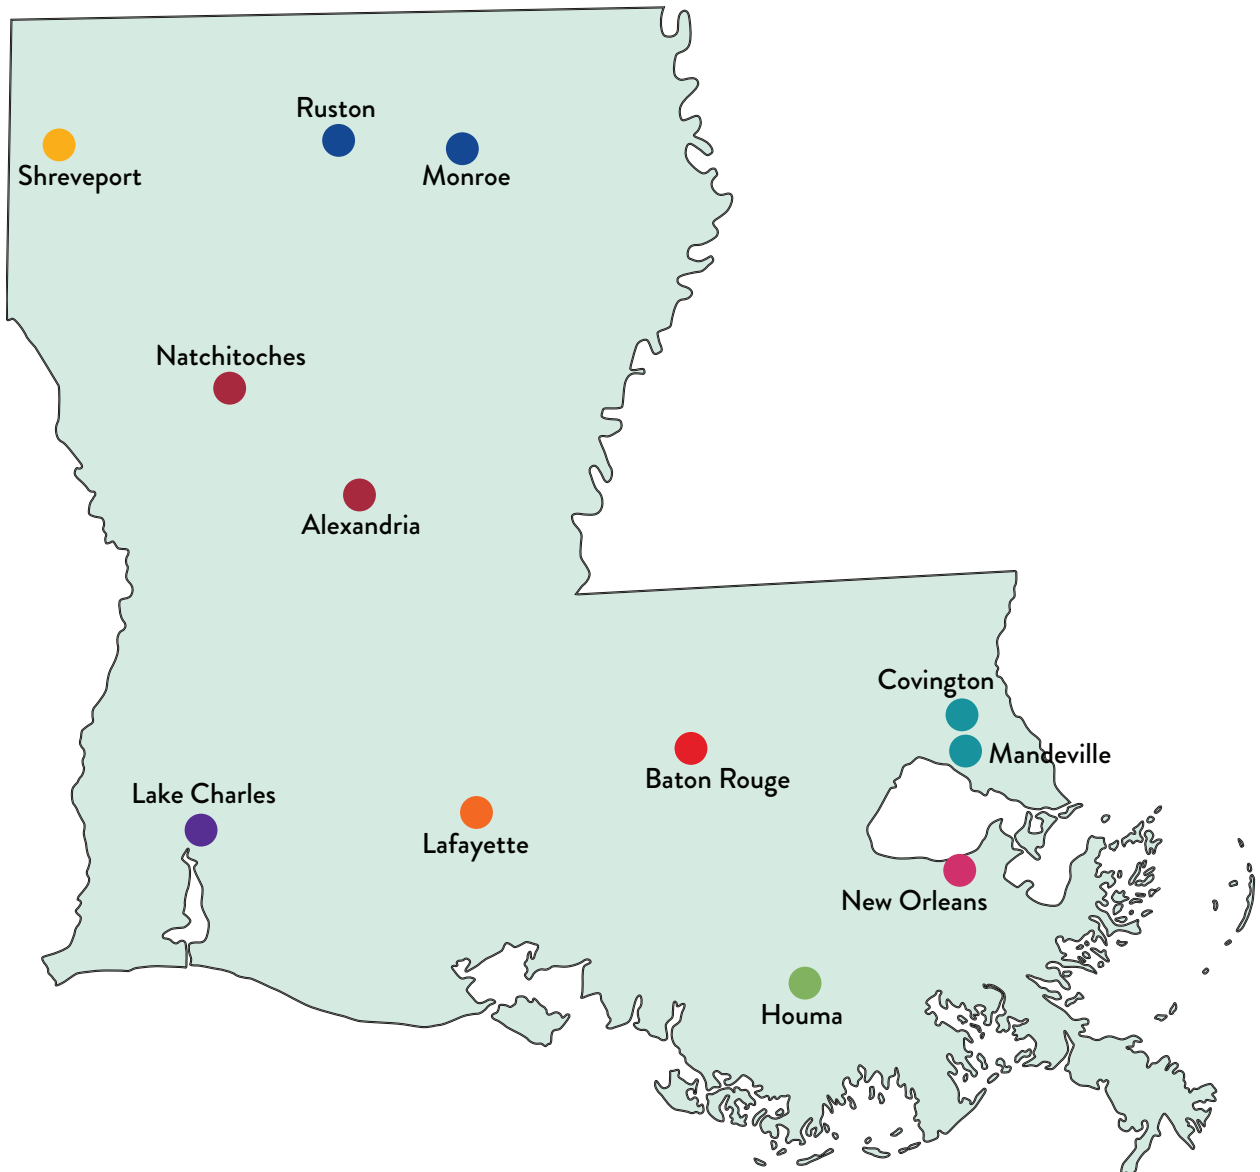 Ruston
Shreveport
Monroe
Natchitoches
Alexandria
Covington
Mandeville
Baton Rouge
Lake Charles
Lafayette
New Orleans
Houma